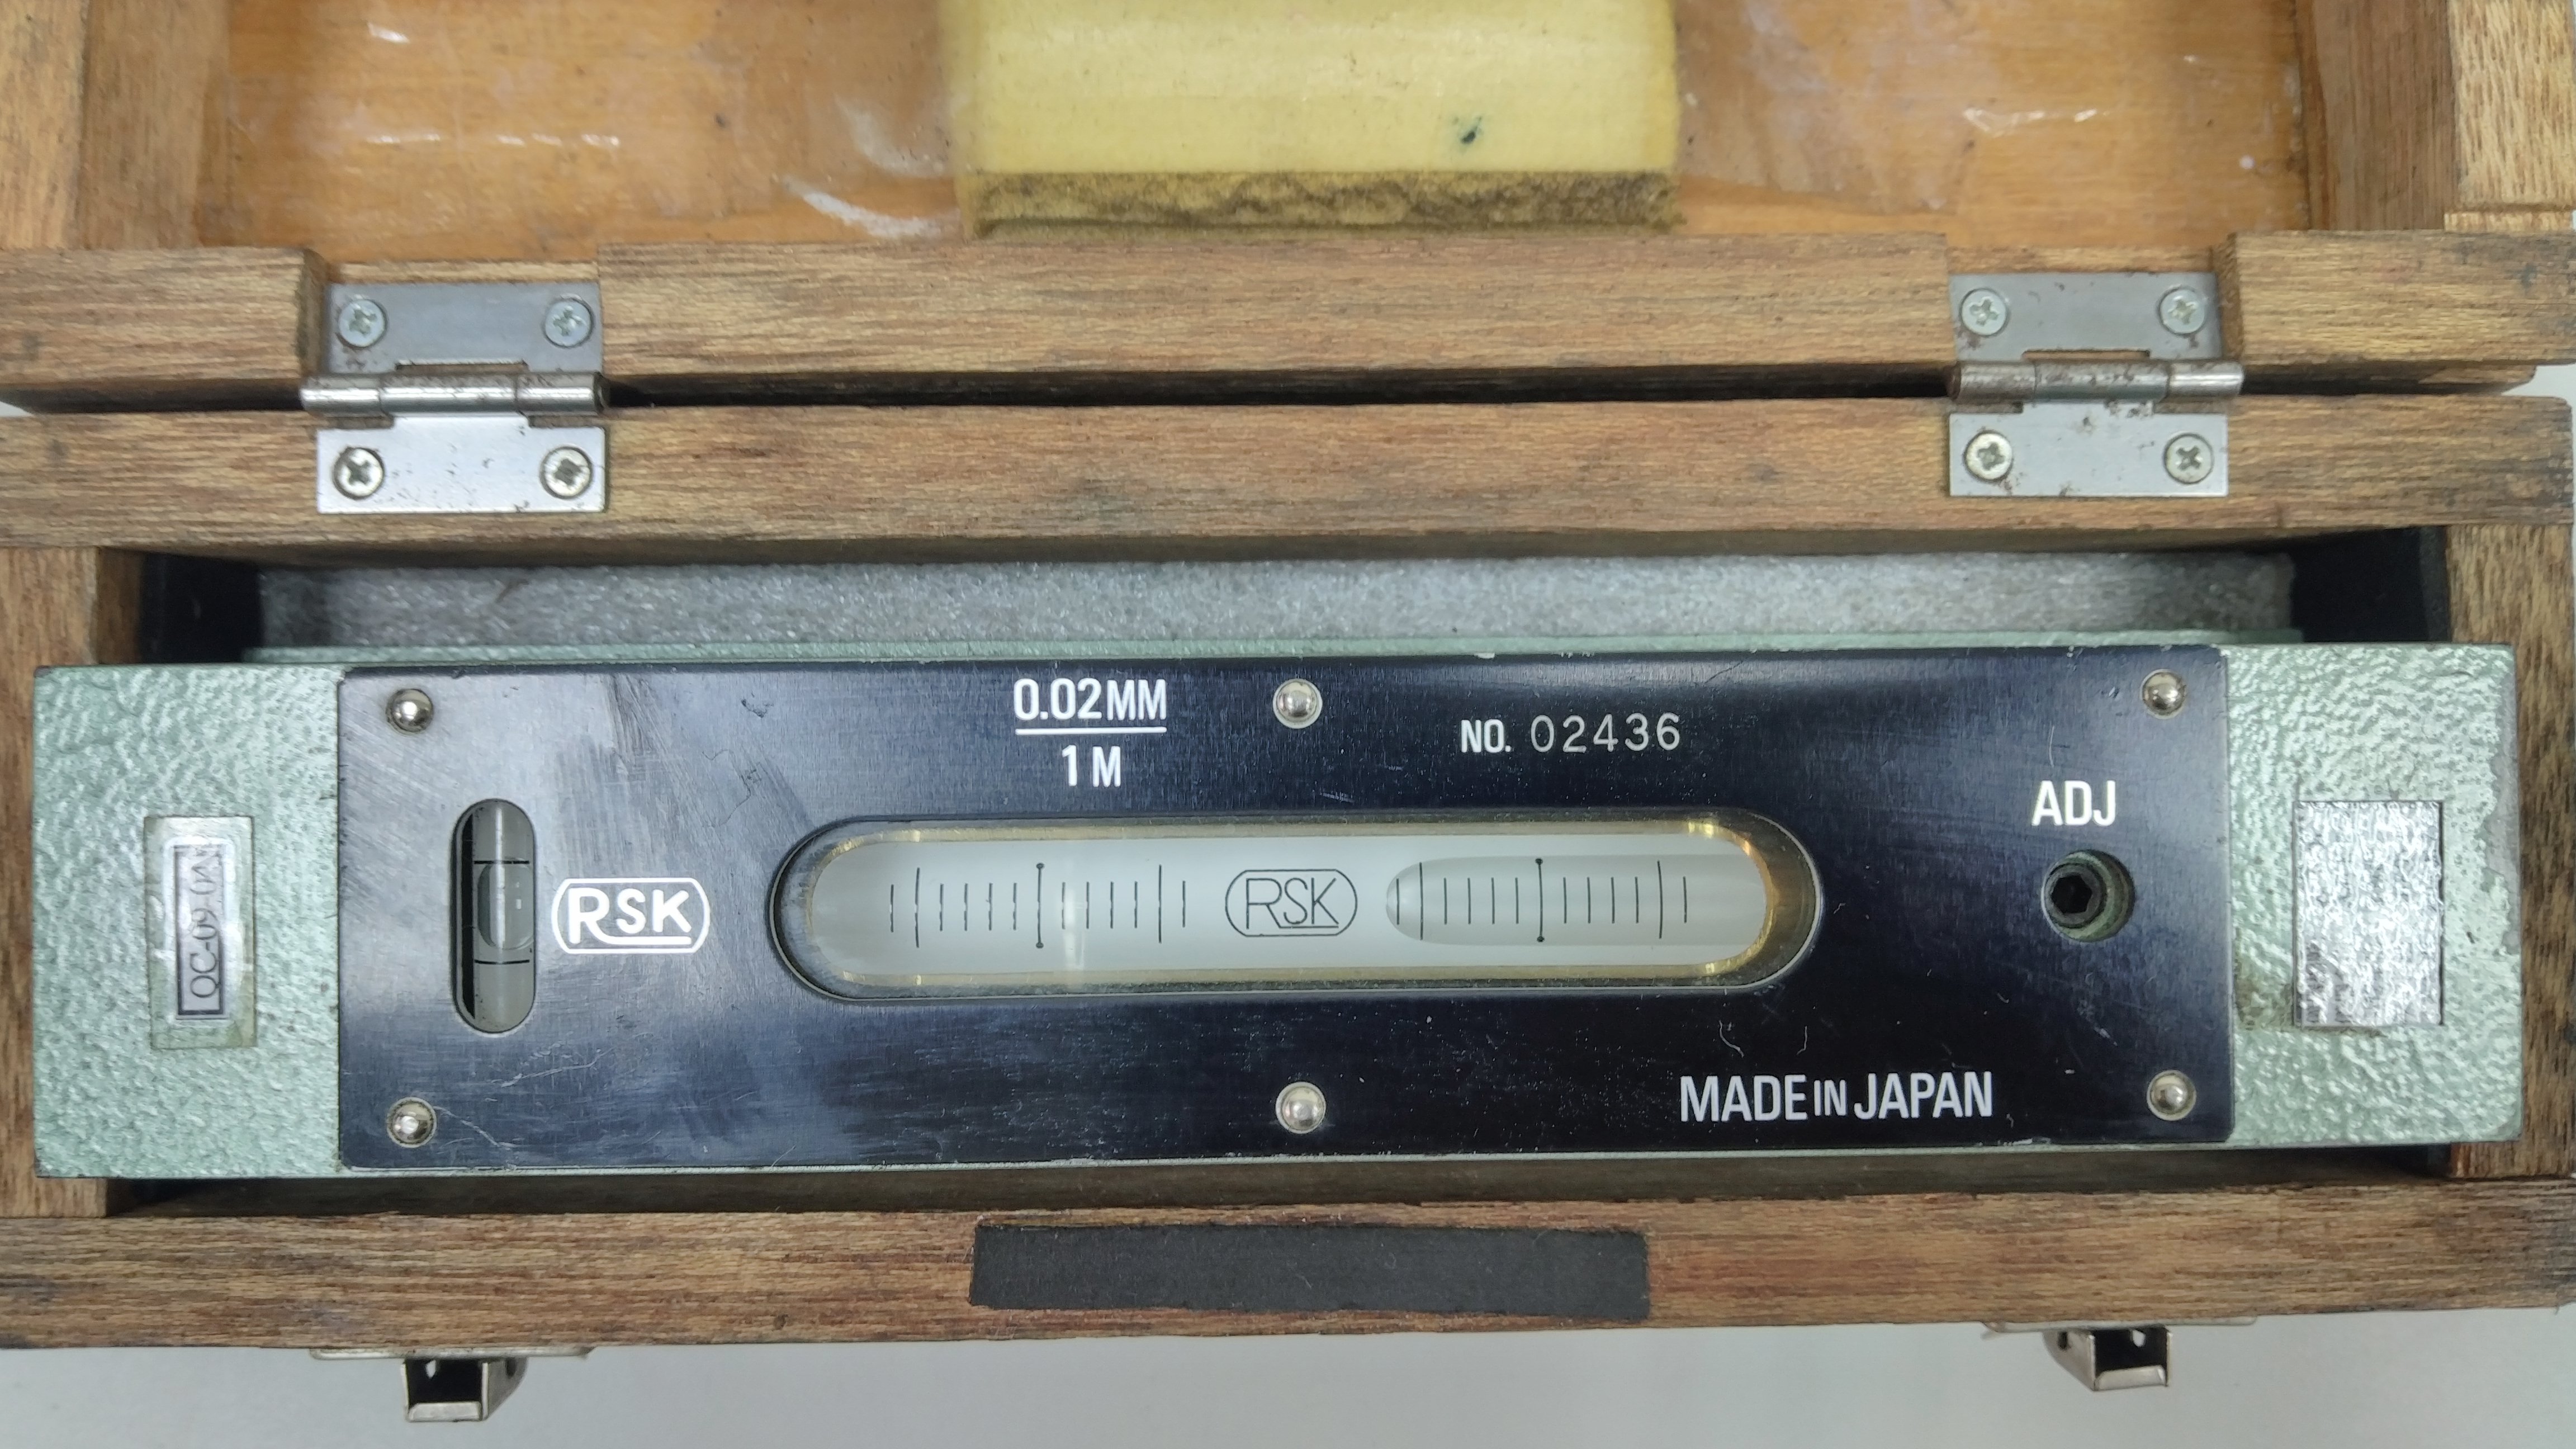 0.02MM
1 M
NO. 02436
ADJ
RSK
RSK
MADE IN JAPAN